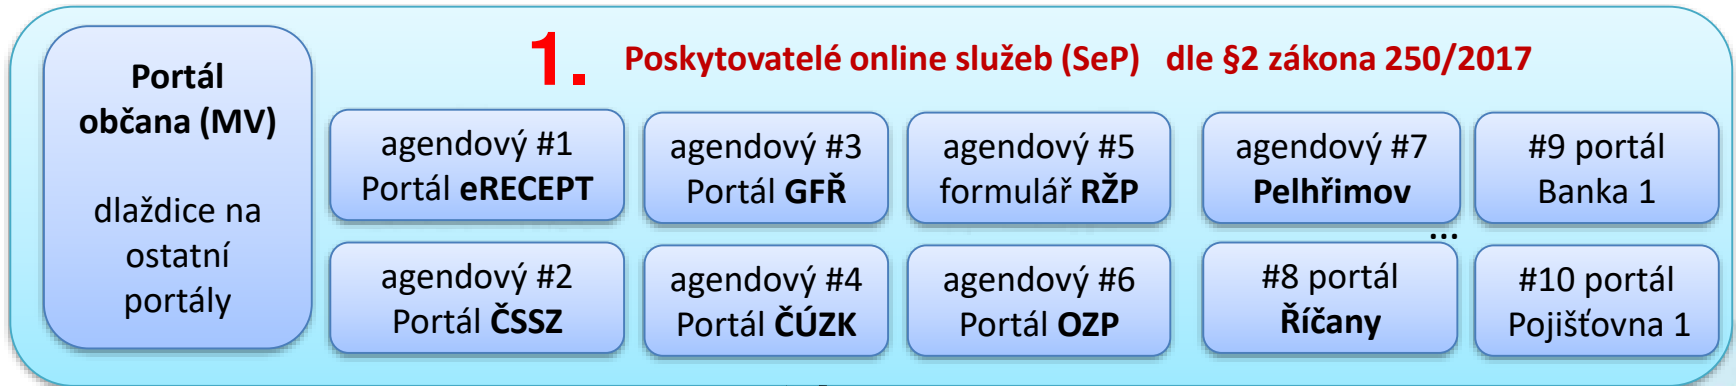 1. Poskytovatelé online služeb (SeP) dle §2 zákona 250/2017
Portál
občana (MV)
dlaždice na
ostatní
portály
agendový #1
Portál eRECEPT
agendový #3
Portál GFŘ
agendový #5
formulář RŽP
agendový #7
Pelhřimov
#9 portál
Banka 1
...
agendový #2
Portál ČSSZ
agendový #4
Portál ČÚZK
agendový #6
Portál OZP
#8 portál
Říčany
#10 portál
Pojišťovna 1